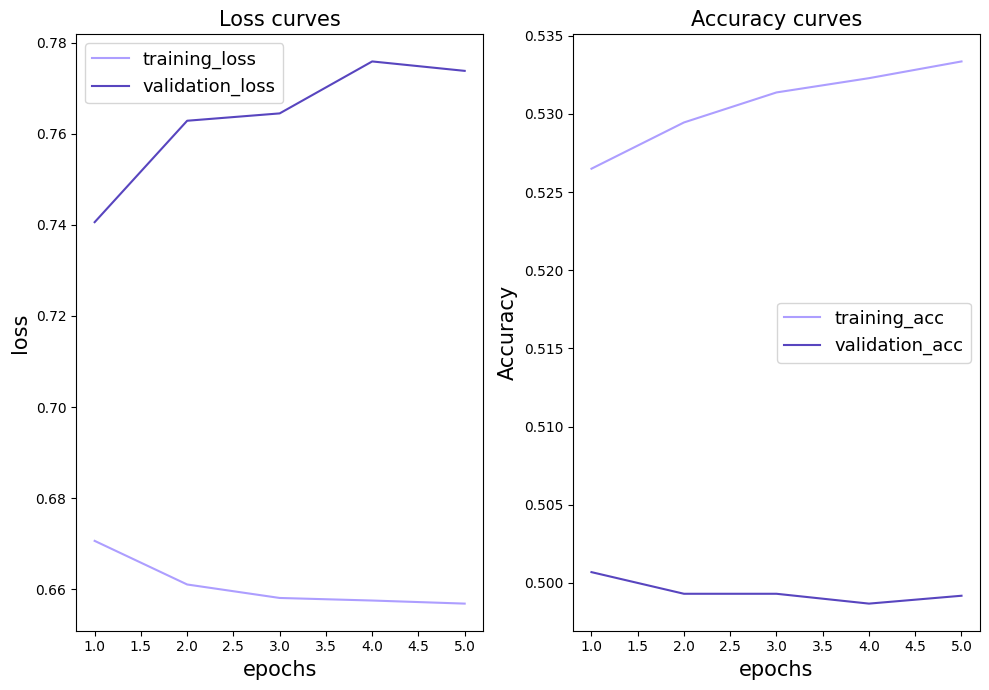 Loss curves
0.78
0.76
0.74
0.72
0.70
0.68
0.66
loss
training_loss
validation_loss
1.0 1.5 2.0 2.5 3.0 3.5 4.0 4.5 5.0
epochs
Accuracy curves
0.535
0.530
0.525
0.520
0.515
0.510
0.505
0.500
Accuracy
training_acc
validation_acc
1.0 1.5 2.0 2.5 3.0 3.5 4.0 4.5 5.0
epochs